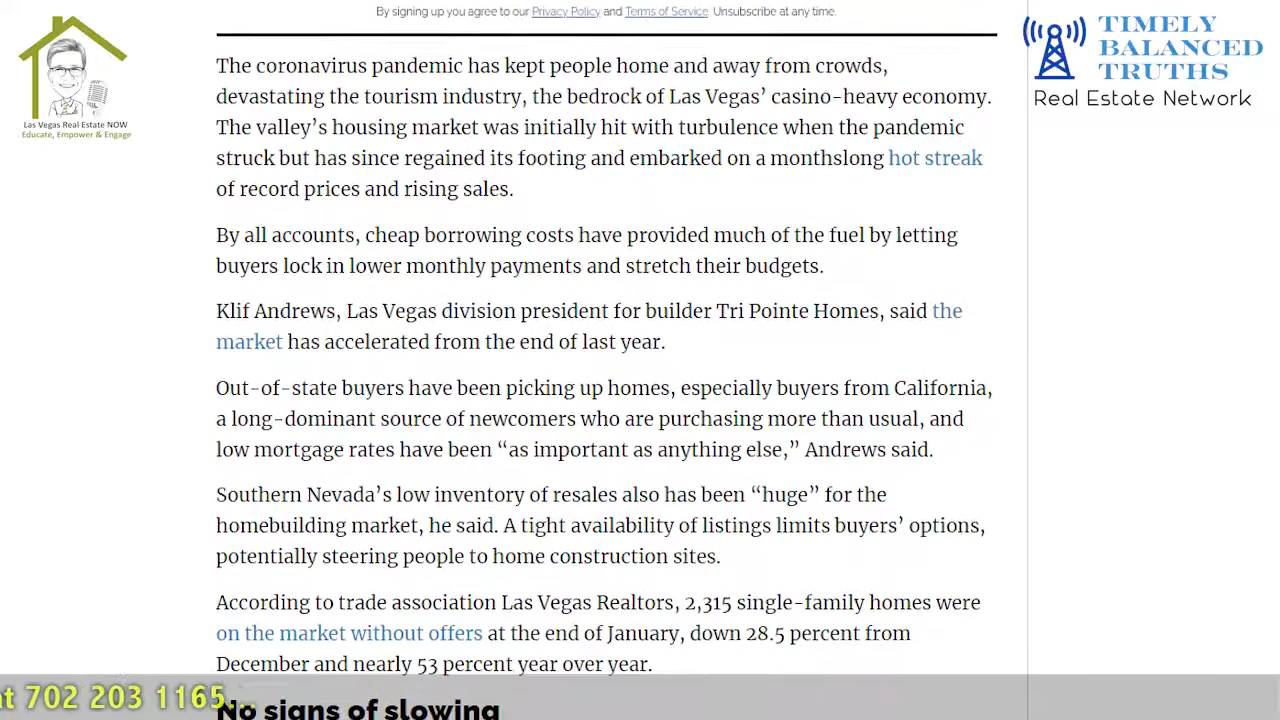 By signing up you agree to our Privacy Policy and Terms of Service. Unsubscribe at any time.
TIMELY
BALANCED
TRUTHS
Real Estate Network
Las Vegas Real Estate NOW
Educate, Empower & Engage
The coronavirus pandemic has kept people home and away from crowds,
devastating the tourism industry, the bedrock of Las Vegas’ casino-heavy economy.
The valley’s housing market was initially hit with turbulence when the pandemic
struck but has since regained its footing and embarked on a monthslong hot streak
of record prices and rising sales.
By all accounts, cheap borrowing costs have provided much of the fuel by letting
buyers lock in lower monthly payments and stretch their budgets.
Klif Andrews, Las Vegas division president for builder Tri Pointe Homes, said the
market has accelerated from the end of last year.
Out-of-state buyers have been picking up homes, especially buyers from California,
a long-dominant source of newcomers who are purchasing more than usual, and
low mortgage rates have been “as important as anything else,” Andrews said.
Southern Nevada’s low inventory of resales also has been “huge” for the
homebuilding market, he said. A tight availability of listings limits buyers’ options,
potentially steering people to home construction sites.
According to trade association Las Vegas Realtors, 2,315 single-family homes were
on the market without offers at the end of January, down 28.5 percent from
December and nearly 53 percent year over year.
at 702 203 1165...
No signs of slowing